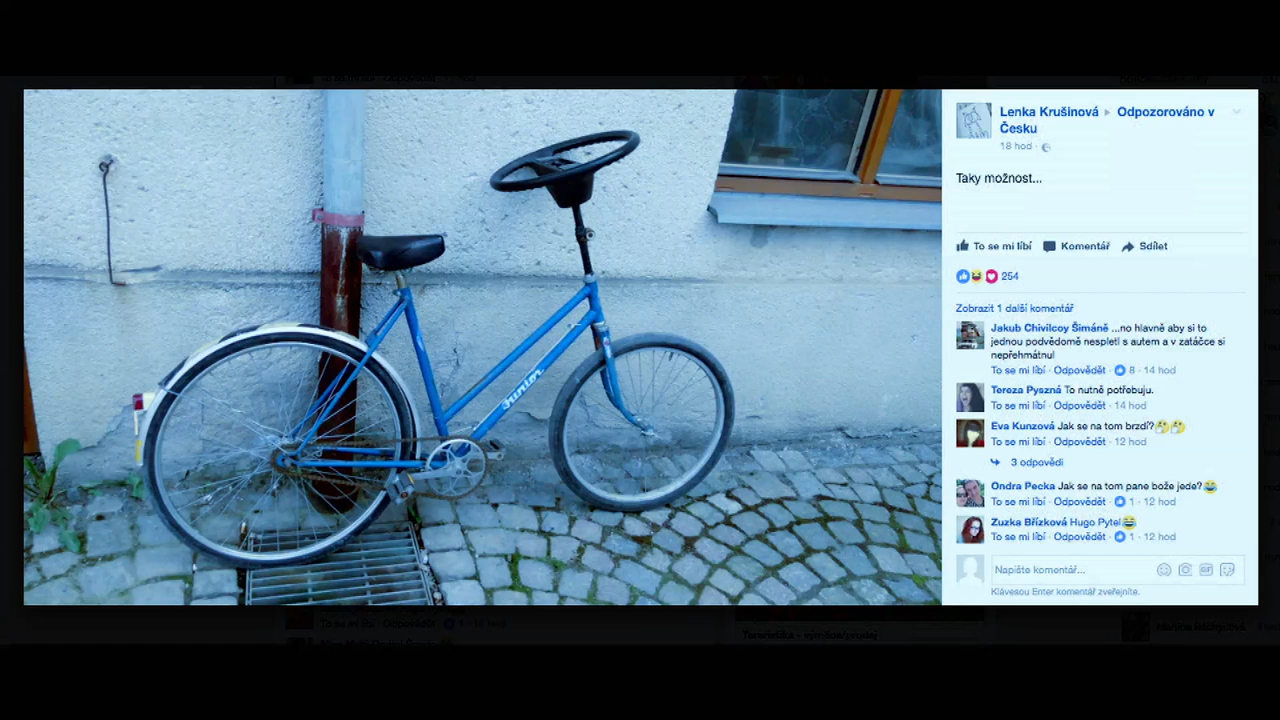 Junior
Lenka Krušinová ▸ Odpozorováno v
Česku
18 hod ·
Taky možnost...
To se mi líbí Komentář Sdílet
254
Zobrazit 1 další komentář
Jakub Chivilcoy Šimáně ...no hlavně aby si to
jednou podvědomě nespletl s autem a v zatáčce si
nepřehmátnul
To se mi líbí · Odpovědět · 8 · 14 hod
Tereza Pyszná To nutně potřebuju.
To se mi líbí · Odpovědět · 14 hod
Eva Kunzová Jak se na tom brzdí?🤔🤔
To se mi líbí · Odpovědět · 12 hod
3 odpovědi
Ondra Pecka Jak se na tom pane bože jede?😂
To se mi líbí · Odpovědět · 1 · 12 hod
Zuzka Břízková Hugo Pytel😂
To se mi líbí · Odpovědět · 1 · 12 hod
Napište komentář...
GIF
Klávesou Enter komentář zveřejníte.
Turistika - výměna/prodej